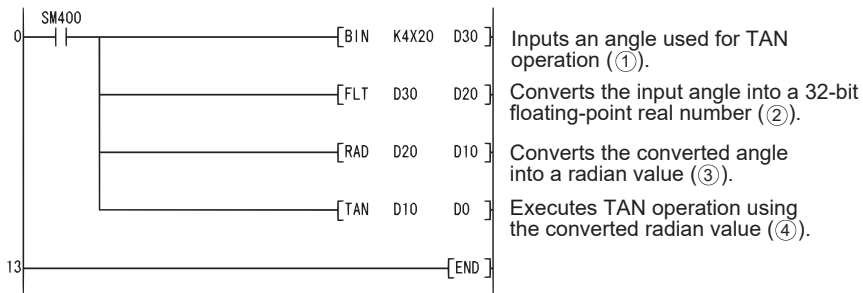 SM400
0 [BIN K4X20 D30] Inputs an angle used for TAN
operation (①).
[FLT D30 D20] Converts the input angle into a 32-bit
floating-point real number (②).
[RAD D20 D10] Converts the converted angle
into a radian value (③).
[TAN D10 D0] Executes TAN operation using
the converted radian value (④).
13 [END]